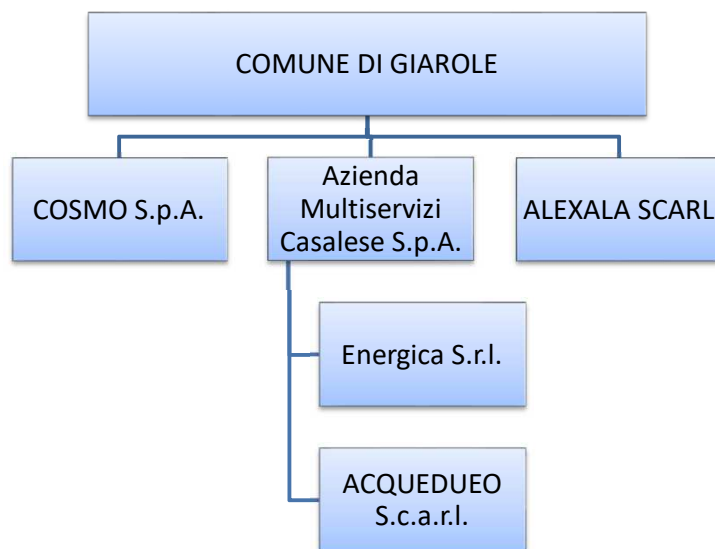 COMUNE DI GIAROLE
COSMO S.p.A.
Azienda
Multiservizi
Casalese S.p.A.
ALEXALA SCARL
Energica S.r.l.
ACQUEDUEO
S.c.a.r.l.